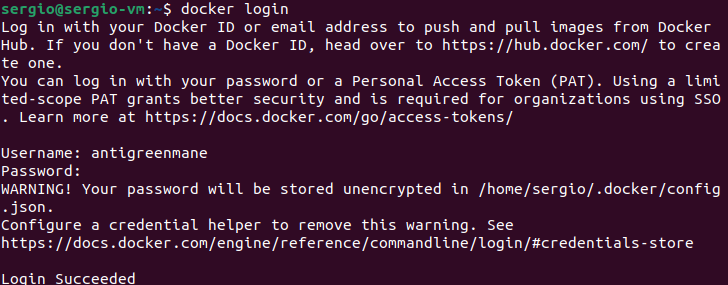 sergio@sergio-vm:~$ docker login
Log in with your Docker ID or email address to push and pull images from Docker
Hub. If you don't have a Docker ID, head over to https://hub.docker.com/ to crea
te one.
You can log in with your password or a Personal Access Token (PAT). Using a limi
ted-scope PAT grants better security and is required for organizations using SSO
. Learn more at https://docs.docker.com/go/access-tokens/
Username: antigreenmane
Password:
WARNING! Your password will be stored unencrypted in /home/sergio/.docker/config
.json.
Configure a credential helper to remove this warning. See
https://docs.docker.com/engine/reference/commandline/login/#credentials-store
Login Succeeded